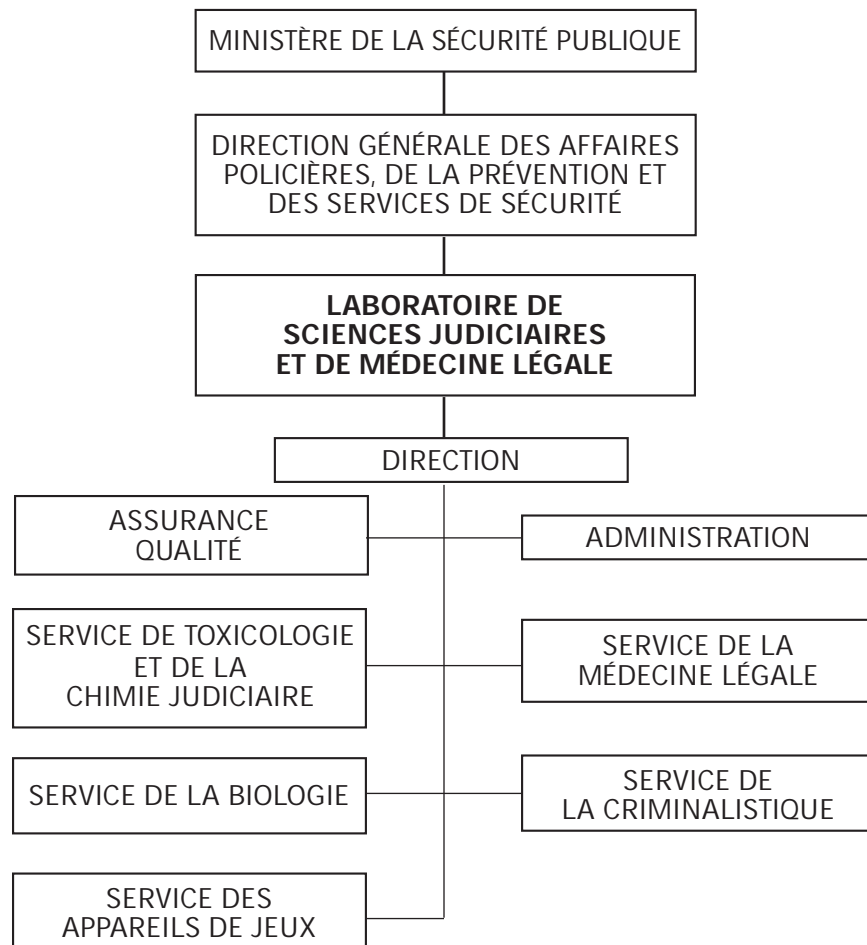 MINISTÈRE DE LA SÉCURITÉ PUBLIQUE
DIRECTION GÉNÉRALE DES AFFAIRES
POLICIÈRES, DE LA PRÉVENTION ET
DES SERVICES DE SÉCURITÉ
LABORATOIRE DE
SCIENCES JUDICIAIRES
ET DE MÉDECINE LÉGALE
DIRECTION
ASSURANCE
QUALITÉ
ADMINISTRATION
SERVICE DE TOXICOLOGIE
ET DE LA
CHIMIE JUDICIAIRE
SERVICE DE LA
MÉDECINE LÉGALE
SERVICE DE LA BIOLOGIE
SERVICE DE
LA CRIMINALISTIQUE
SERVICE DES
APPAREILS DE JEUX